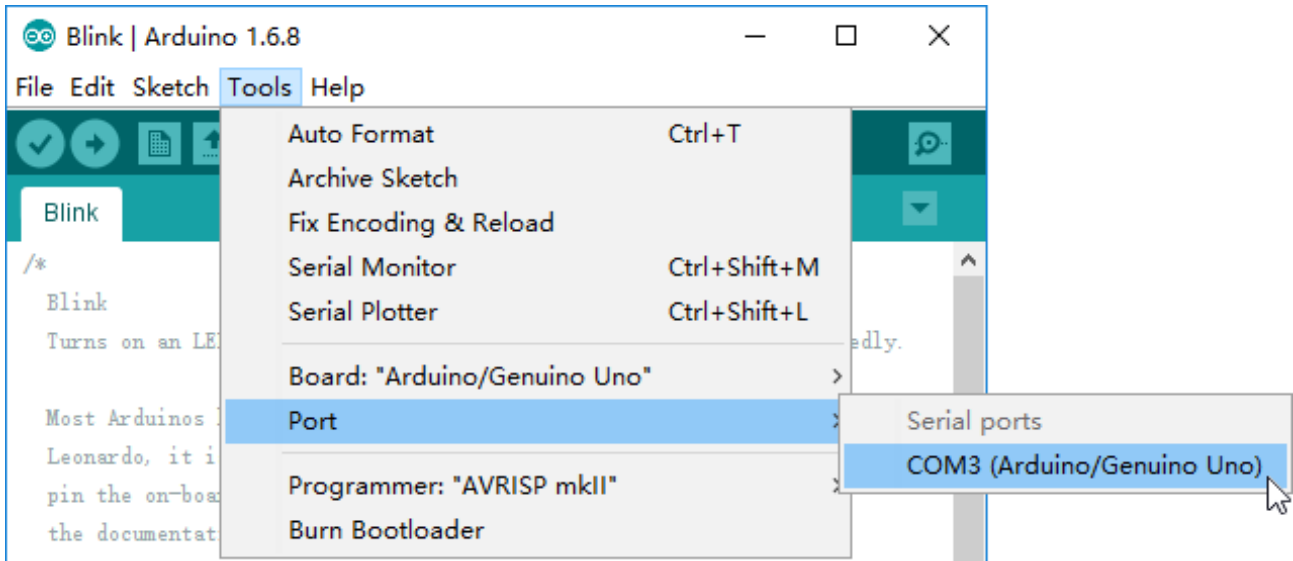 Blink | Arduino 1.6.8
File Edit Sketch Tools Help
Auto Format Ctrl+T
Archive Sketch
Blink
Fix Encoding & Reload
/*
Serial Monitor Ctrl+Shift+M
Blink
Serial Plotter Ctrl+Shift+L
Turns on an LE edly.
Board: "Arduino/Genuino Uno"
Most Arduinos
Port
Serial ports
Leonardo, it i
COM3 (Arduino/Genuino Uno)
pin the on-boa
Programmer: "AVRISP mkII"
the documentat
Burn Bootloader